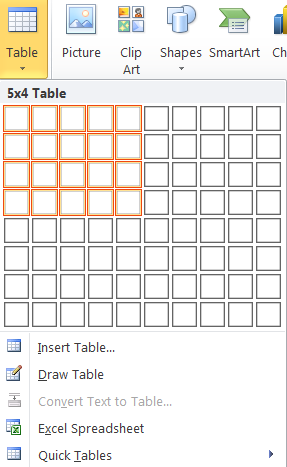 Table
Picture
Clip
Art
Shapes
SmartArt
5x4 Table
Insert Table...
Draw Table
Convert Text to Table...
Excel Spreadsheet
Quick Tables